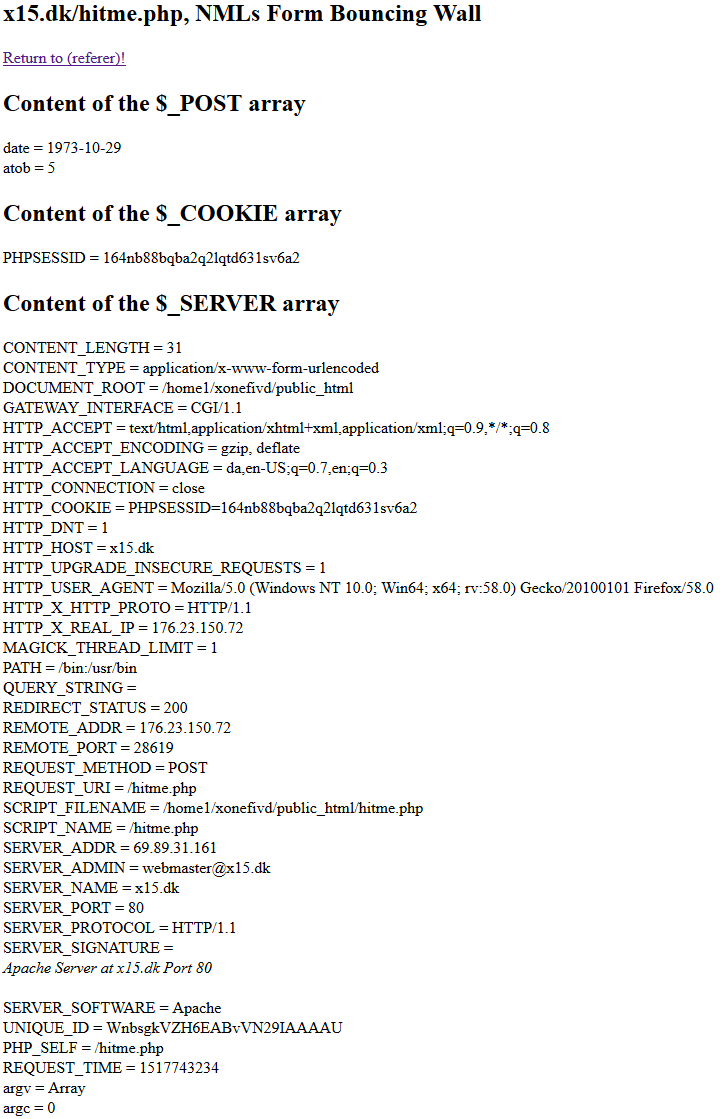 x15.dk/hitme.php, NMLs Form Bouncing Wall
Return to (referer)!
Content of the $_POST array
date = 1973-10-29
atob = 5
Content of the $_COOKIE array
PHPSESSID = 164nb88bqba2q2lqtd631sv6a2
Content of the $_SERVER array
CONTENT_LENGTH = 31
CONTENT_TYPE = application/x-www-form-urlencoded
DOCUMENT_ROOT = /home1/xonefivd/public_html
GATEWAY_INTERFACE = CGI/1.1
HTTP_ACCEPT = text/html,application/xhtml+xml,application/xml;q=0.9,*/*;q=0.8
HTTP_ACCEPT_ENCODING = gzip, deflate
HTTP_ACCEPT_LANGUAGE = da,en-US;q=0.7,en;q=0.3
HTTP_CONNECTION = close
HTTP_COOKIE = PHPSESSID=164nb88bqba2q2lqtd631sv6a2
HTTP_DNT = 1
HTTP_HOST = x15.dk
HTTP_UPGRADE_INSECURE_REQUESTS = 1
HTTP_USER_AGENT = Mozilla/5.0 (Windows NT 10.0; Win64; x64; rv:58.0) Gecko/20100101 Firefox/58.0
HTTP_X_HTTP_PROTO = HTTP/1.1
HTTP_X_REAL_IP = 176.23.150.72
MAGICK_THREAD_LIMIT = 1
PATH = /bin:/usr/bin
QUERY_STRING =
REDIRECT_STATUS = 200
REMOTE_ADDR = 176.23.150.72
REMOTE_PORT = 28619
REQUEST_METHOD = POST
REQUEST_URI = /hitme.php
SCRIPT_FILENAME = /home1/xonefivd/public_html/hitme.php
SCRIPT_NAME = /hitme.php
SERVER_ADDR = 69.89.31.161
SERVER_ADMIN = webmaster@x15.dk
SERVER_NAME = x15.dk
SERVER_PORT = 80
SERVER_PROTOCOL = HTTP/1.1
SERVER_SIGNATURE =
Apache Server at x15.dk Port 80
SERVER_SOFTWARE = Apache
UNIQUE_ID = WnbsgkVZH6EABvVN29IAAAAU
PHP_SELF = /hitme.php
REQUEST_TIME = 1517743234
argv = Array
argc = 0